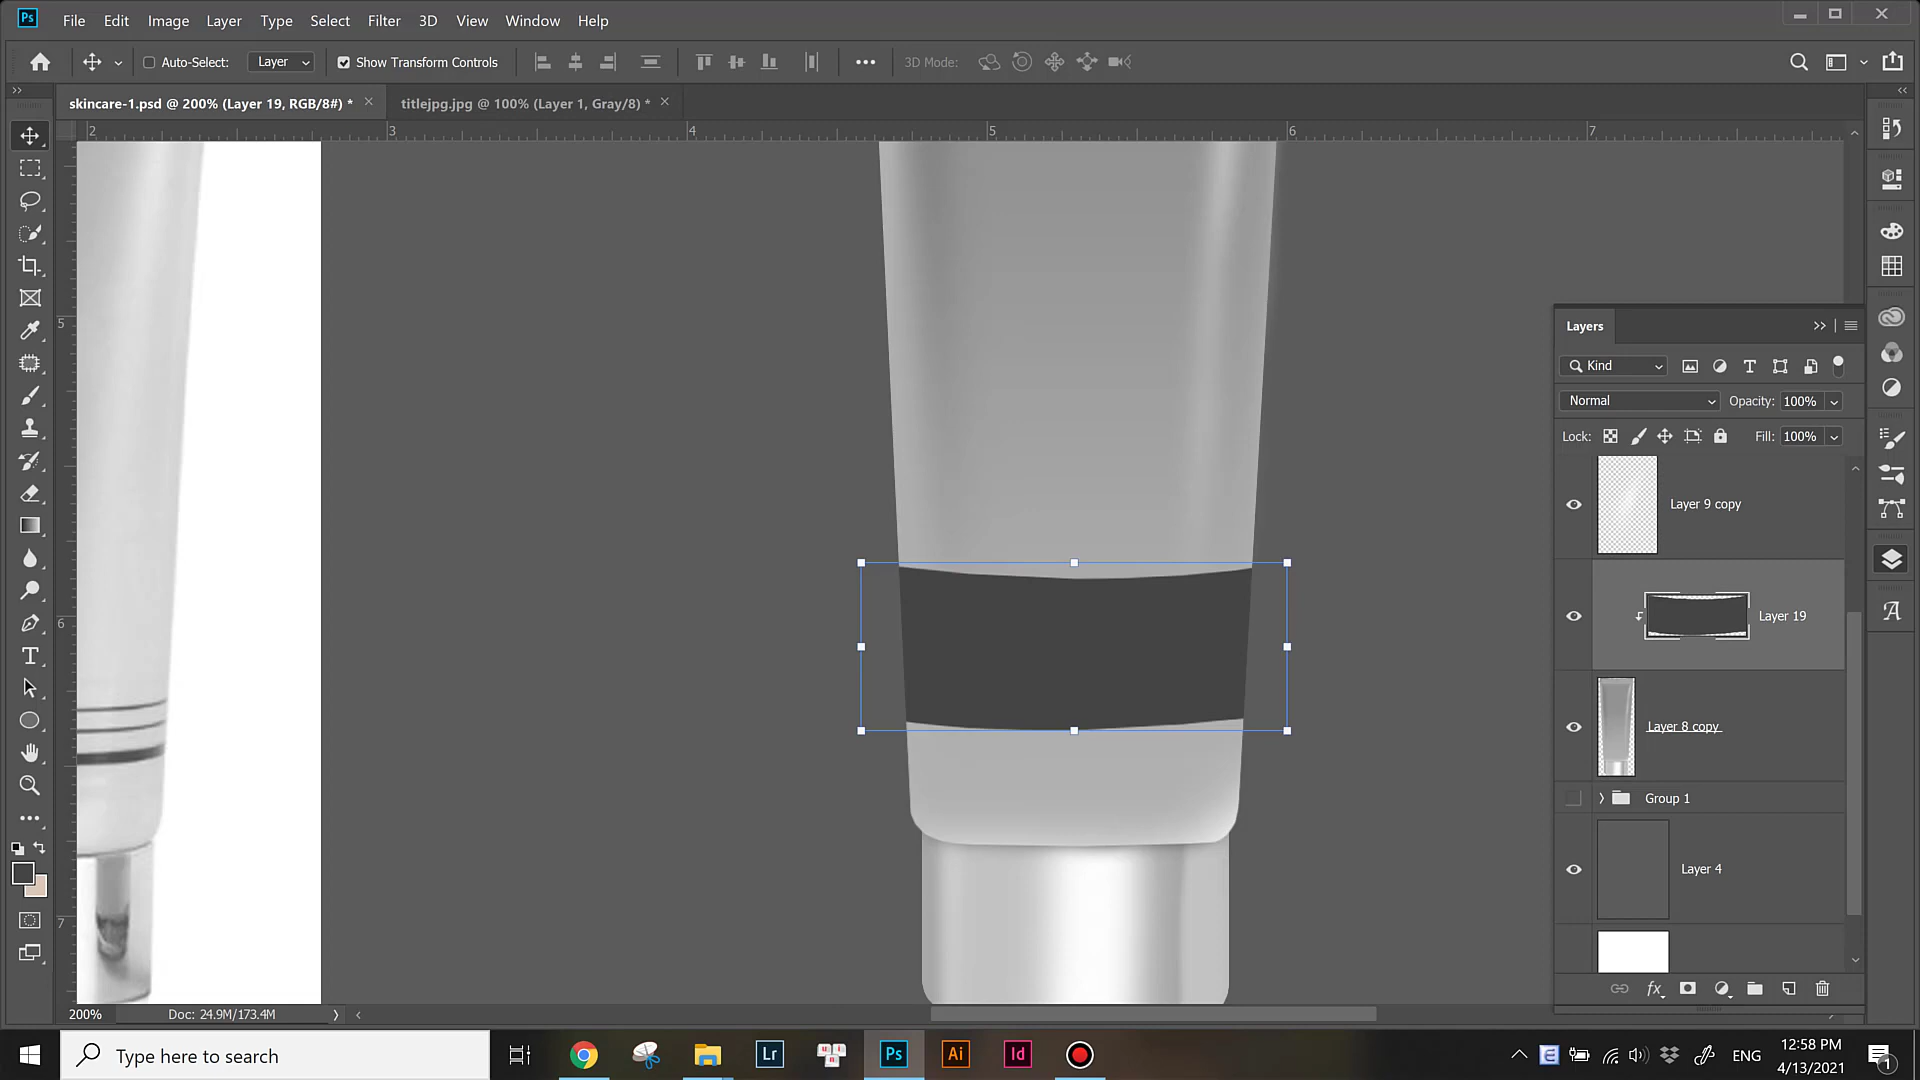 Ps File Edit Image Layer Type Select Filter 3D View Window Help
Auto-Select: Layer Show Transform Controls 3D Mode:
skincare-1.psd @ 200% (Layer 19, RGB/8#) * titlejpg.jpg @ 100% (Layer 1, Gray/8) *
2 3 4 5 6 7
5
6
7
Layers
Kind
Normal Opacity: 100%
Lock: Fill: 100%
Layer 9 copy
Layer 19
Layer 8 copy
Group 1
Layer 4
fx
200% Doc: 24.9M/173.4M
Type here to search
Lr Ps Ai Id
ENG
12:58 PM
4/13/2021
1